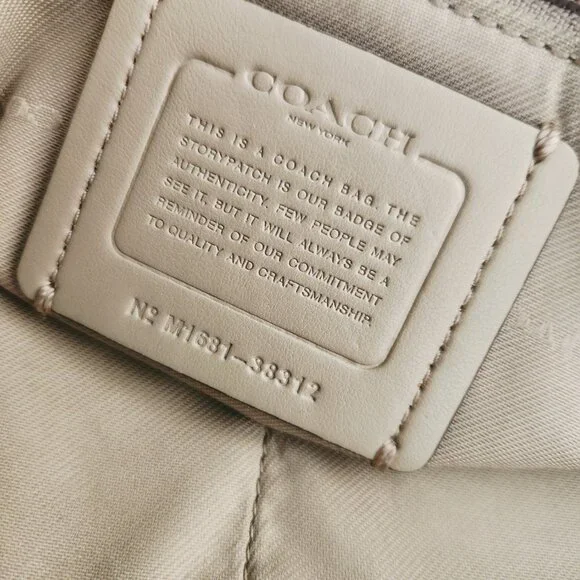 COACH
NEW YORK
THIS IS A COACH BAG. THE
STORYPATCH IS OUR BADGE OF
AUTHENTICITY. FEW PEOPLE MAY
SEE IT, BUT IT WILL ALWAYS BE A
REMINDER OF OUR COMMITMENT
TO QUALITY AND CRAFTSMANSHIP.
Nº M1681-38312